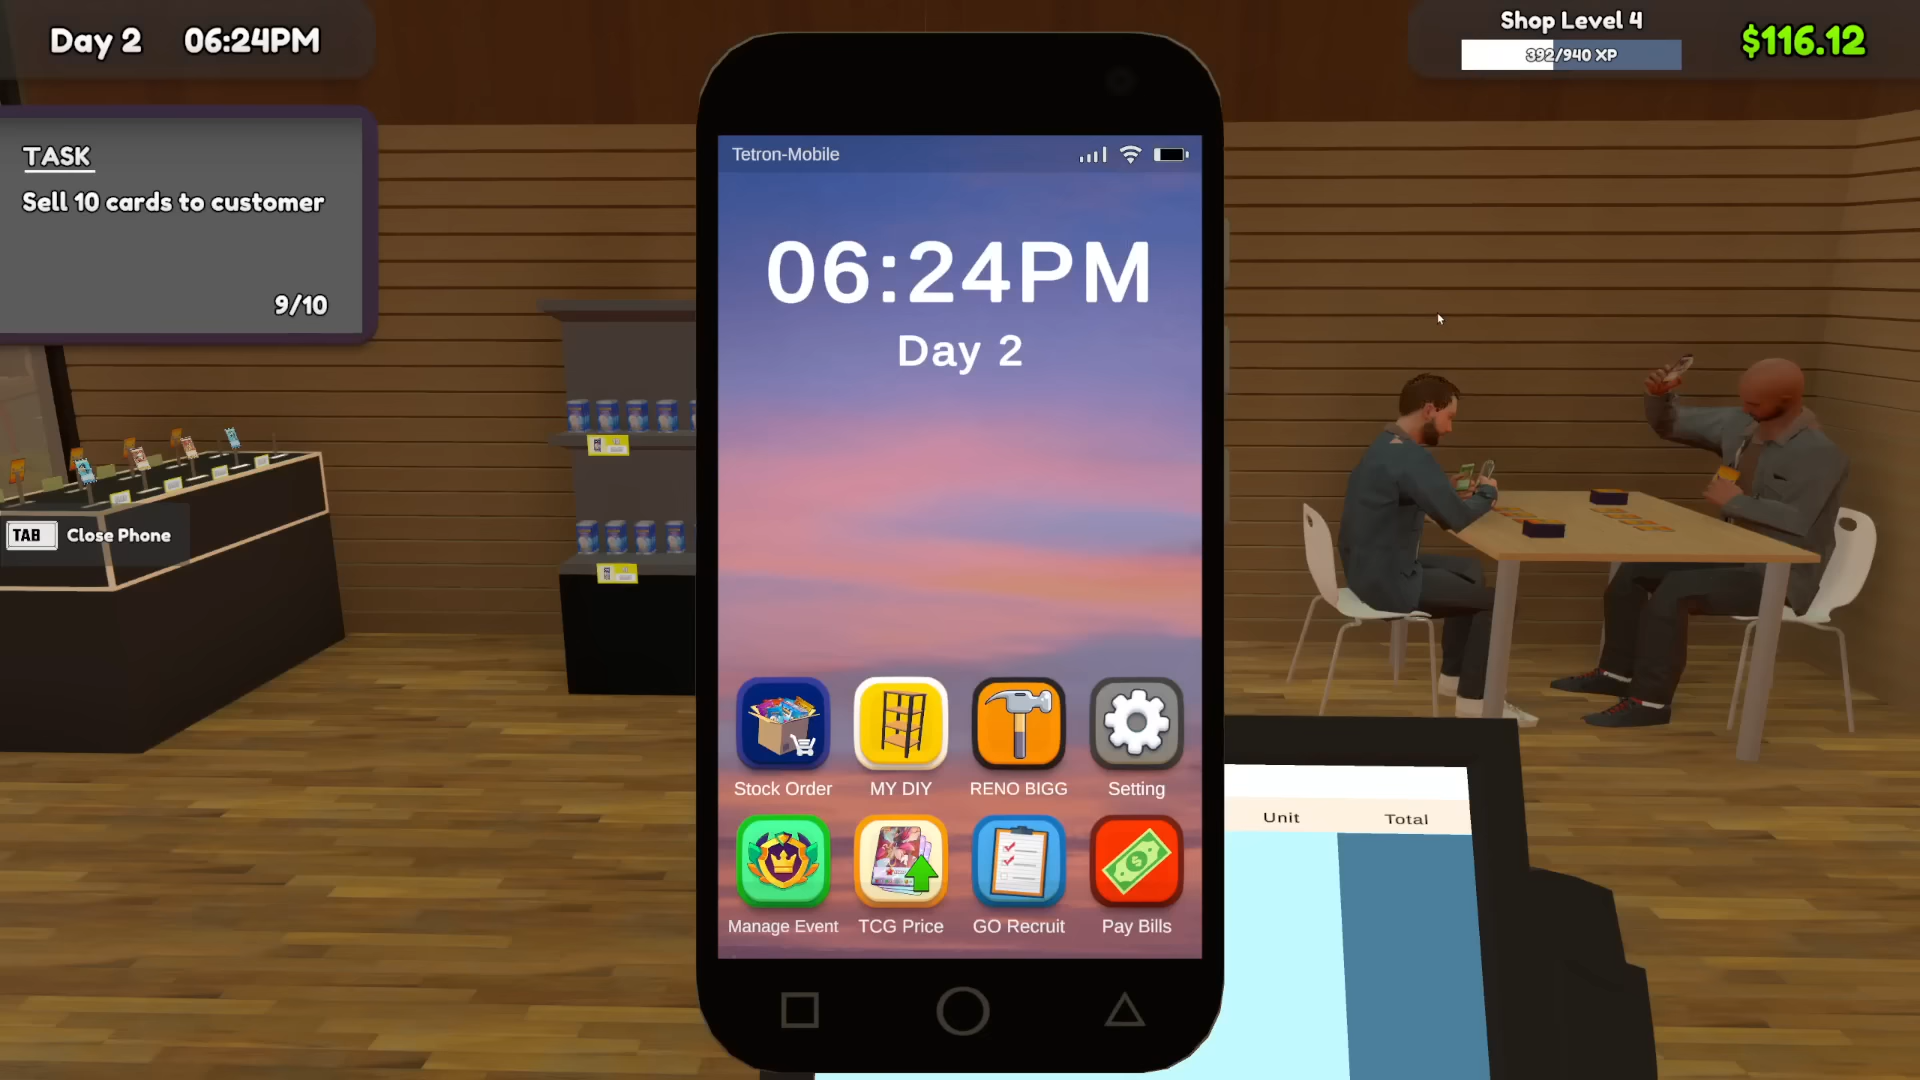 Day 2 06:24PM
Shop Level 4
392/940 XP
$116.12
TASK
Sell 10 cards to customer
9/10
TAB Close Phone
Tetron-Mobile
06:24PM
Day 2
Stock Order MY DIY RENO BIGG Setting
Manage Event TCG Price GO Recruit Pay Bills
Unit Total